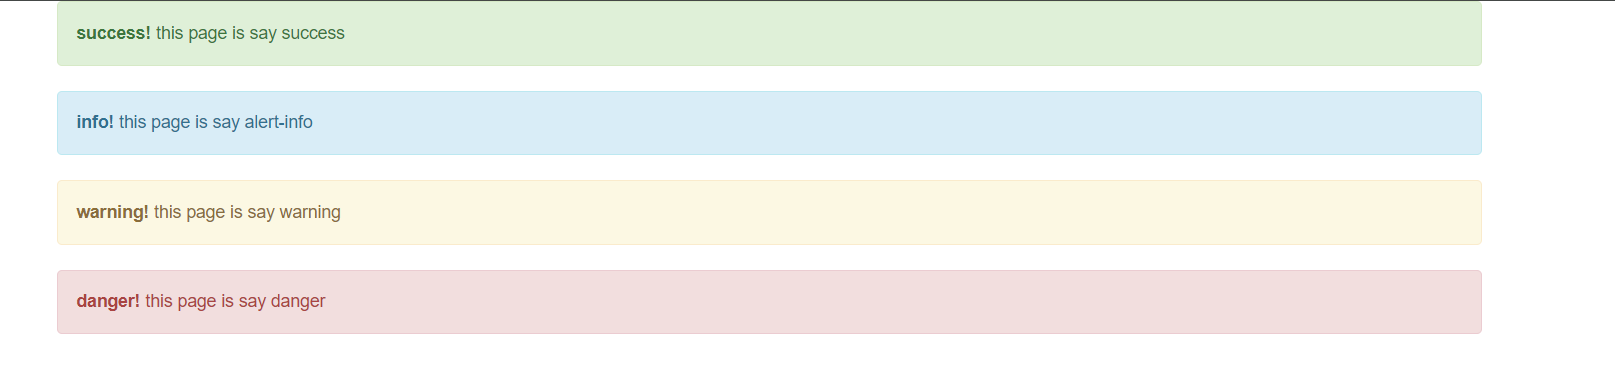 success! this page is say success
info! this page is say alert-info
warning! this page is say warning
danger! this page is say danger